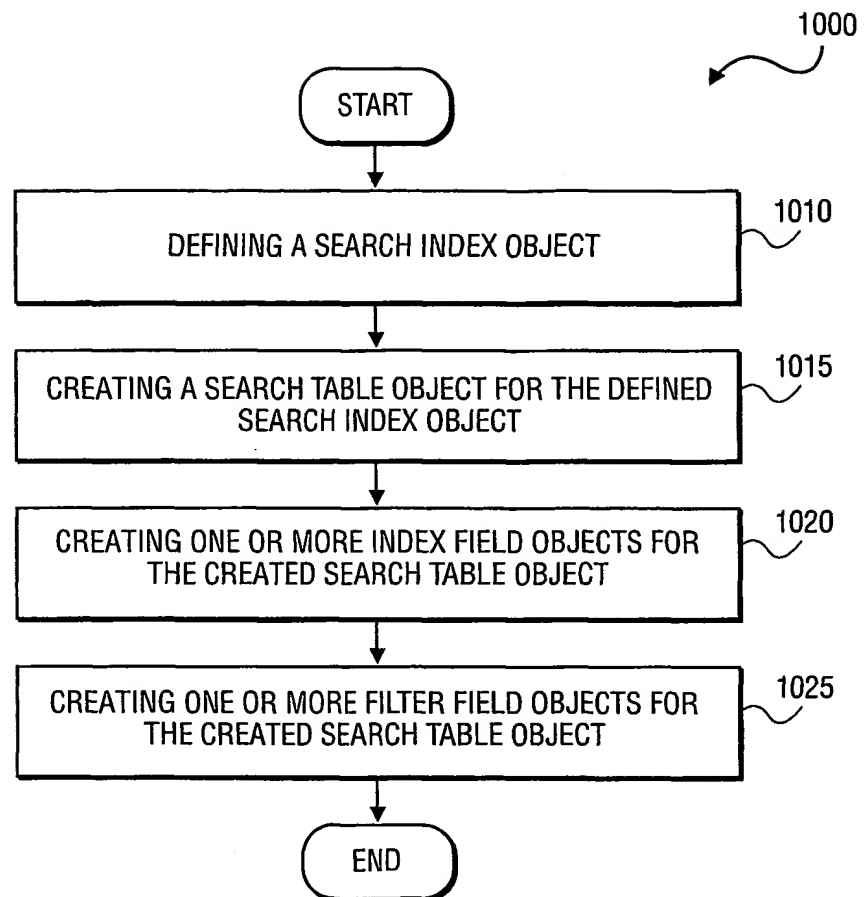 1000
START
1010
DEFINING A SEARCH INDEX OBJECT
1015
CREATING A SEARCH TABLE OBJECT FOR THE DEFINED
SEARCH INDEX OBJECT
1020
CREATING ONE OR MORE INDEX FIELD OBJECTS FOR
THE CREATED SEARCH TABLE OBJECT
1025
CREATING ONE OR MORE FILTER FIELD OBJECTS FOR
THE CREATED SEARCH TABLE OBJECT
END